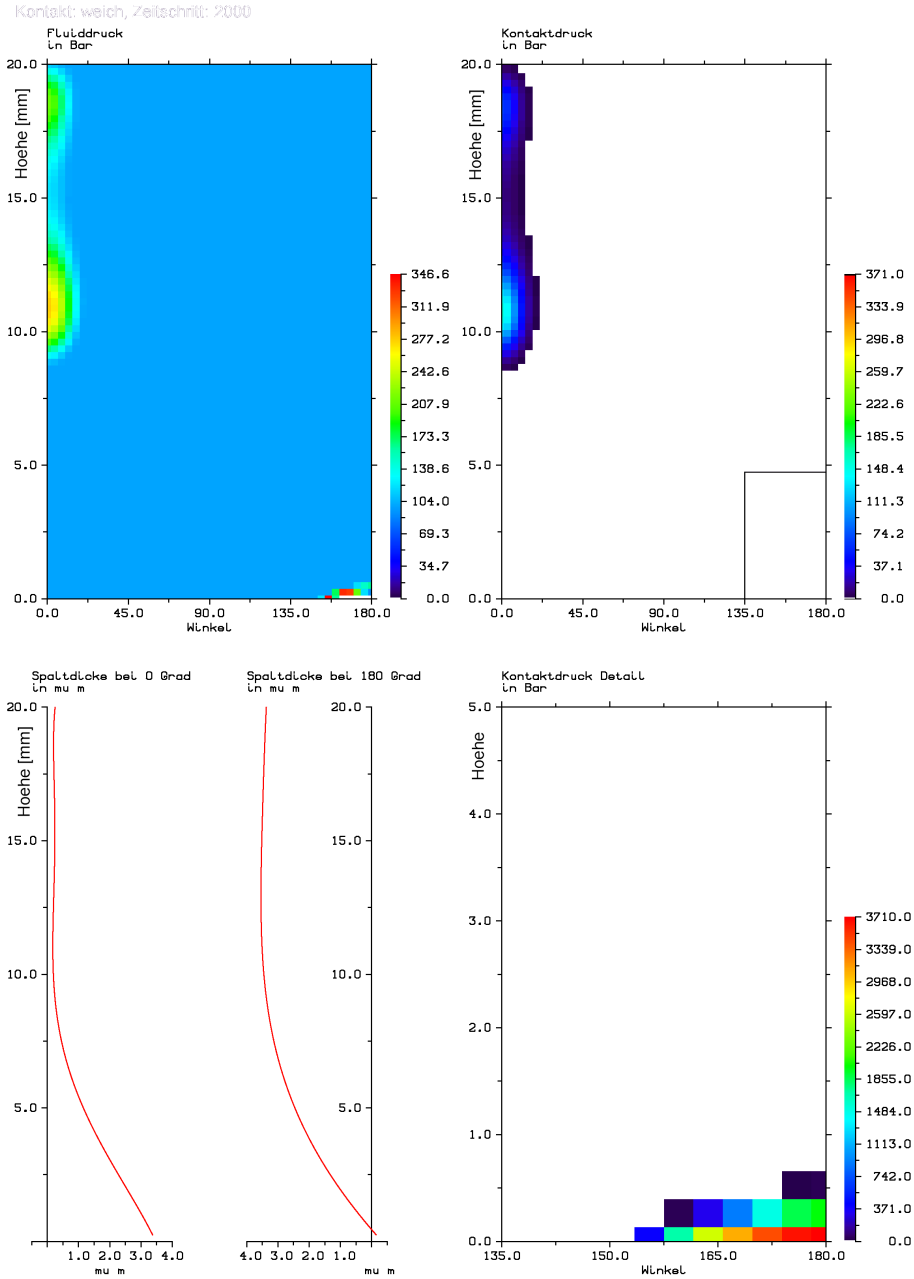 Kontakt: weich, Zeitschritt: 2000
Fluiddruck
in Bar
20.0
15.0
10.0
5.0
0.0
Hoehe [mm]
0.0 45.0 90.0 135.0 180.0
Winkel
346.6
311.9
277.2
242.6
207.9
173.3
138.6
104.0
69.3
34.7
0.0
Kontaktdruck
in Bar
20.0
15.0
10.0
5.0
0.0
Hoehe [mm]
0.0 45.0 90.0 135.0 180.0
Winkel
371.0
333.9
296.8
259.7
222.6
185.5
148.4
111.3
74.2
37.1
0.0
Spaltdicke bei 0 Grad
in mu m
20.0
15.0
10.0
5.0
Hoehe [mm]
1.0 2.0 3.0 4.0
mu m
Spaltdicke bei 180 Grad
in mu m
20.0
15.0
10.0
5.0
4.0 3.0 2.0 1.0
mu m
Kontaktdruck Detail
in Bar
5.0
4.0
3.0
2.0
1.0
0.0
Hoehe
135.0 150.0 165.0 180.0
Winkel
3710.0
3339.0
2968.0
2597.0
2226.0
1855.0
1484.0
1113.0
742.0
371.0
0.0